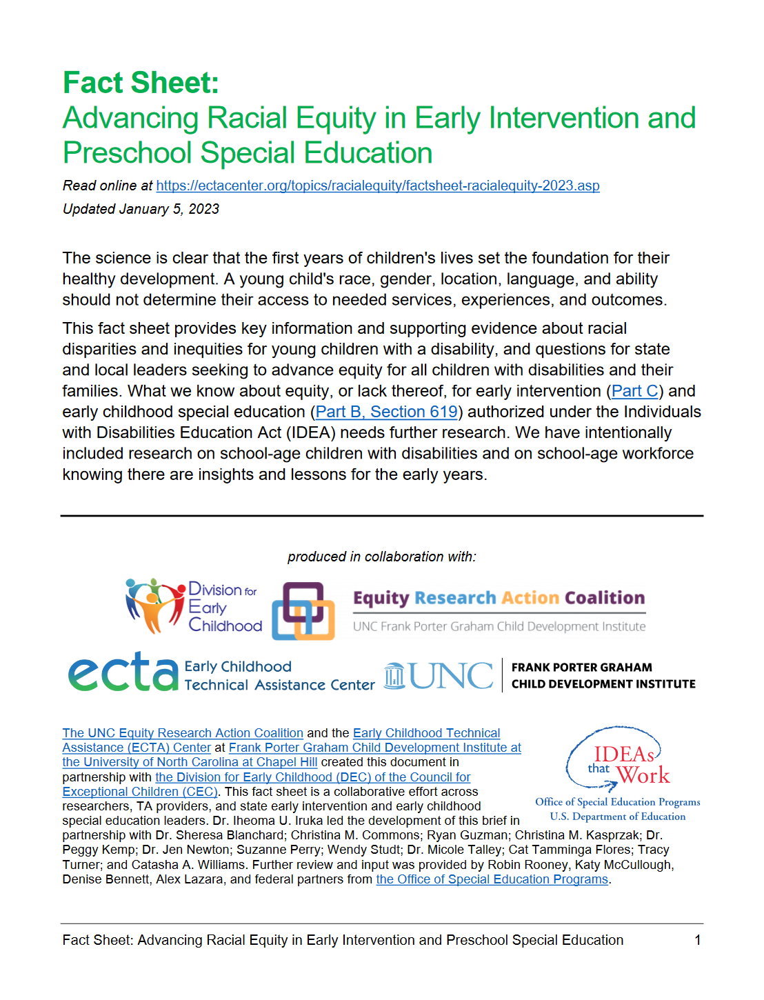 Fact Sheet:
Advancing Racial Equity in Early Intervention and
Preschool Special Education
Read online at https://ectacenter.org/topics/racialequity/factsheet-racialequity-2023.asp
Updated January 5, 2023
The science is clear that the first years of children's lives set the foundation for their
healthy development. A young child's race, gender, location, language, and ability
should not determine their access to needed services, experiences, and outcomes.
This fact sheet provides key information and supporting evidence about racial
disparities and inequities for young children with a disability, and questions for state
and local leaders seeking to advance equity for all children with disabilities and their
families. What we know about equity, or lack thereof, for early intervention (Part C) and
early childhood special education (Part B, Section 619) authorized under the Individuals
with Disabilities Education Act (IDEA) needs further research. We have intentionally
included research on school-age children with disabilities and on school-age workforce
knowing there are insights and lessons for the early years.
produced in collaboration with:
Division for
Early
Childhood
Equity Research Action Coalition
UNC Frank Porter Graham Child Development Institute
ecta Early Childhood
Technical Assistance Center
UNC
FRANK PORTER GRAHAM
CHILD DEVELOPMENT INSTITUTE
The UNC Equity Research Action Coalition and the Early Childhood Technical
Assistance (ECTA) Center at Frank Porter Graham Child Development Institute at
the University of North Carolina at Chapel Hill created this document in
partnership with the Division for Early Childhood (DEC) of the Council for
Exceptional Children (CEC). This fact sheet is a collaborative effort across
researchers, TA providers, and state early intervention and early childhood
special education leaders. Dr. Iheoma U. Iruka led the development of this brief in
partnership with Dr. Sheresa Blanchard; Christina M. Commons; Ryan Guzman; Christina M. Kasprzak; Dr.
Peggy Kemp; Dr. Jen Newton; Suzanne Perry; Wendy Studt; Dr. Micole Talley; Cat Tamminga Flores; Tracy
Turner; and Catasha A. Williams. Further review and input was provided by Robin Rooney, Katy McCullough,
Denise Bennett, Alex Lazara, and federal partners from the Office of Special Education Programs.
IDEAs
that Work
Office of Special Education Programs
U.S. Department of Education
Fact Sheet: Advancing Racial Equity in Early Intervention and Preschool Special Education 1